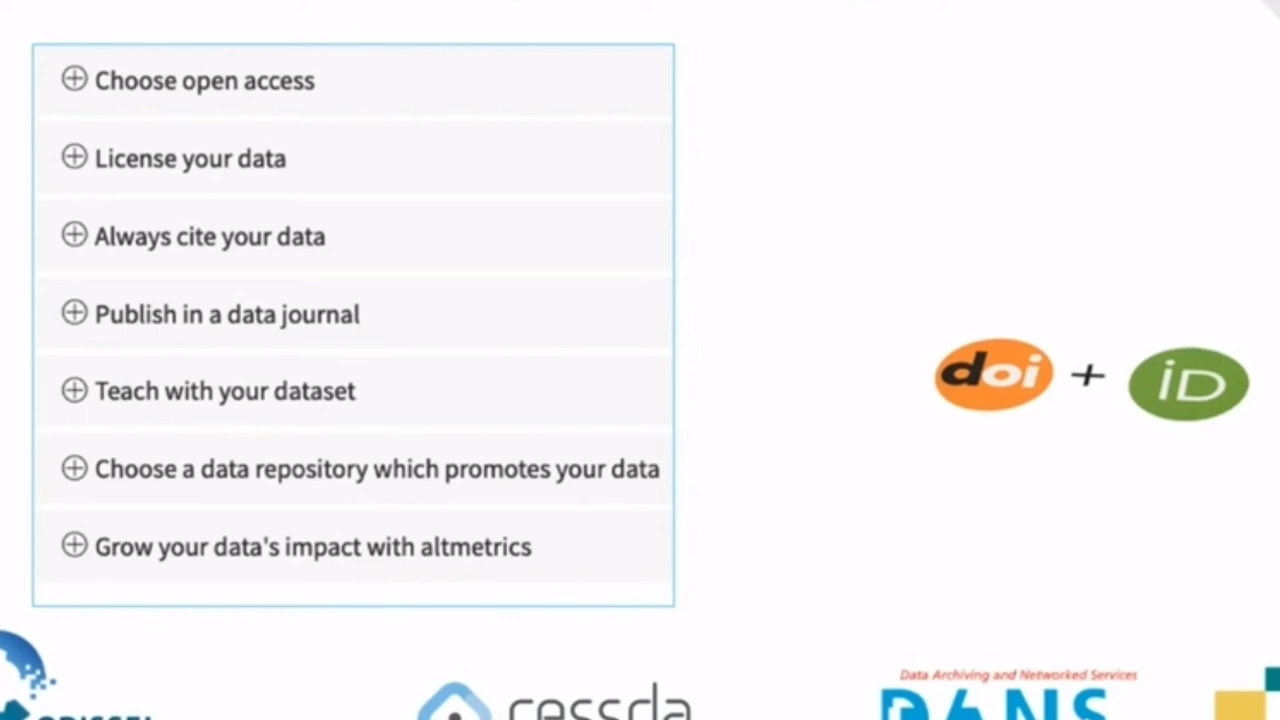 Choose open access
License your data
Always cite your data
Publish in a data journal
Teach with your dataset
Choose a data repository which promotes your data
Grow your data's impact with altmetrics
doi + iD
Data Archiving and Networked Services
ODISSEI
cessda
DANS